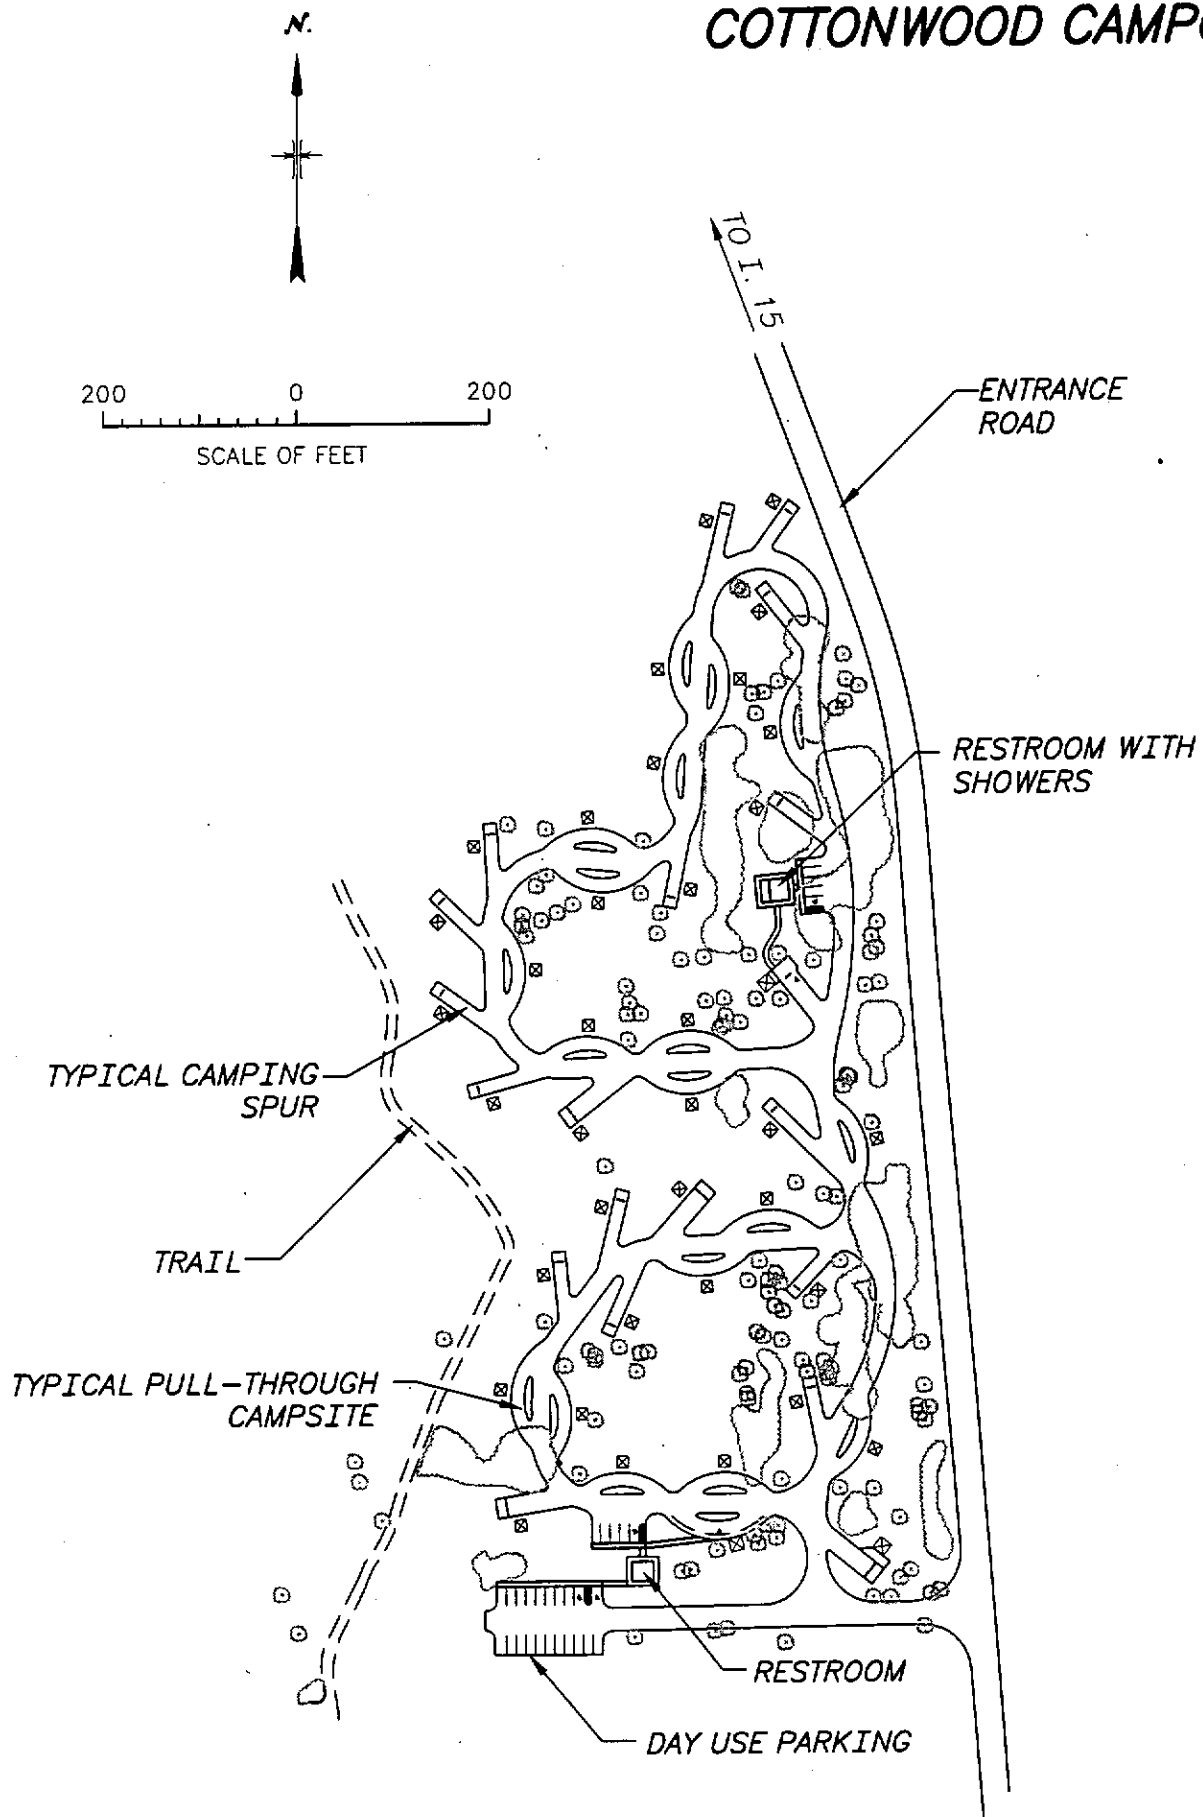 COTTONWOOD CAMP
N.
TO I. 15
200 0 200
SCALE OF FEET
ENTRANCE
ROAD
RESTROOM WITH
SHOWERS
TYPICAL CAMPING
SPUR
TRAIL
TYPICAL PULL-THROUGH
CAMPSITE
RESTROOM
DAY USE PARKING